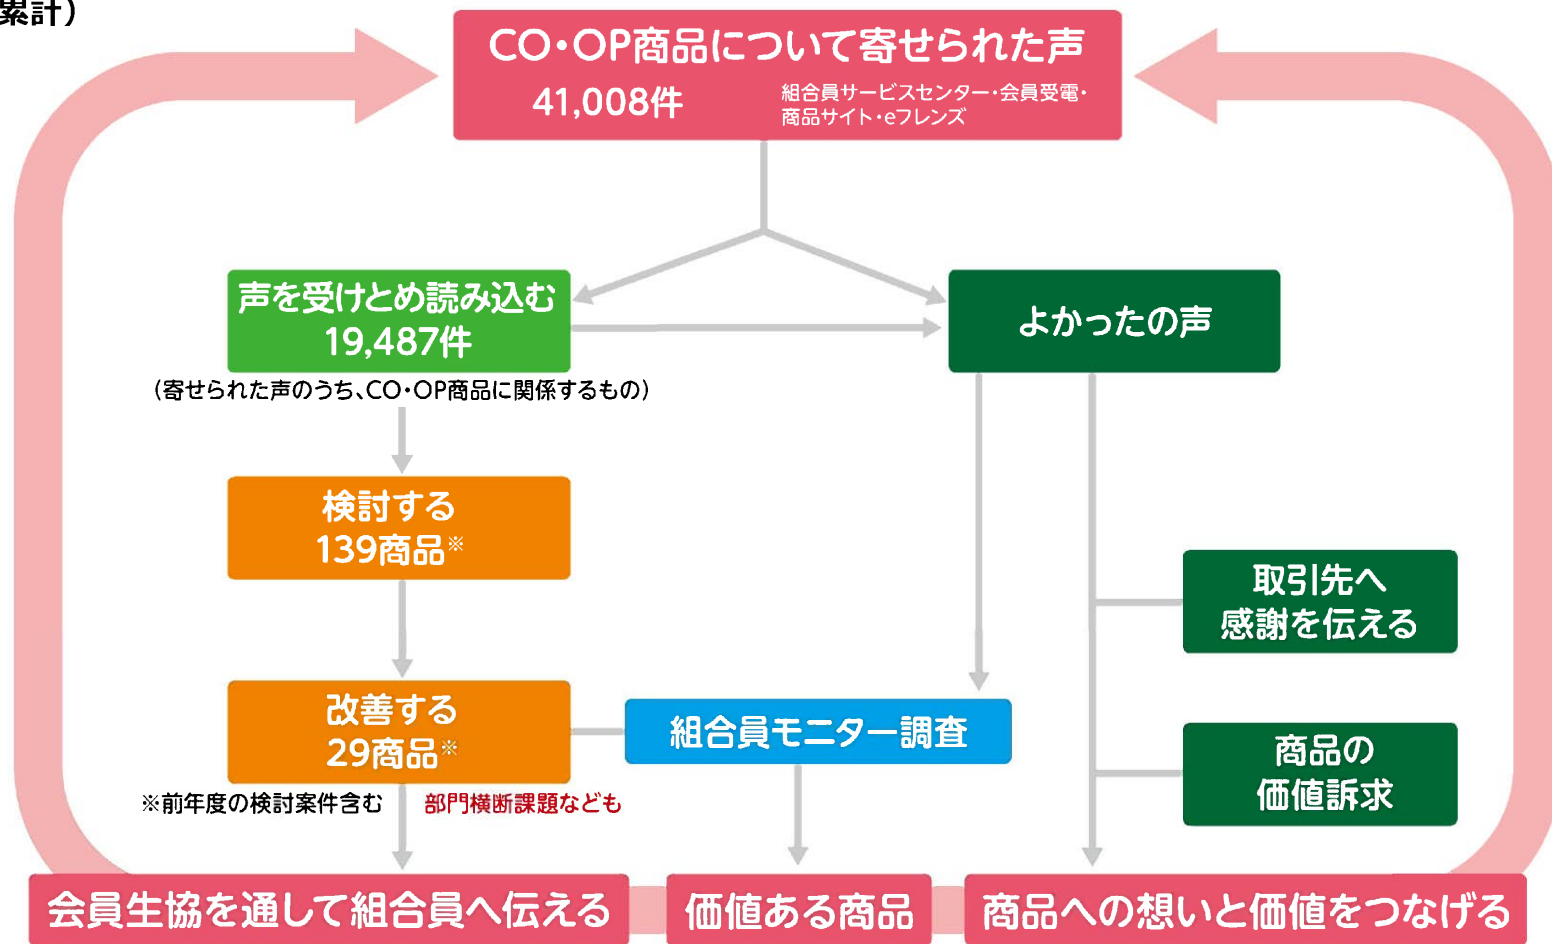 累計）
CO・OP商品について寄せられた声
41,008件
組合員サービスセンター・会員受電・
商品サイト・eフレンズ
声を受けとめ読み込む
19,487件
（寄せられた声のうち、CO・OP商品に関係するもの）
よかったの声
検討する
139商品※
取引先へ
感謝を伝える
改善する
29商品※
組合員モニター調査
商品の
価値訴求
※前年度の検討案件含む 部門横断課題なども
会員生協を通して組合員へ伝える
価値ある商品
商品への想いと価値をつなげる